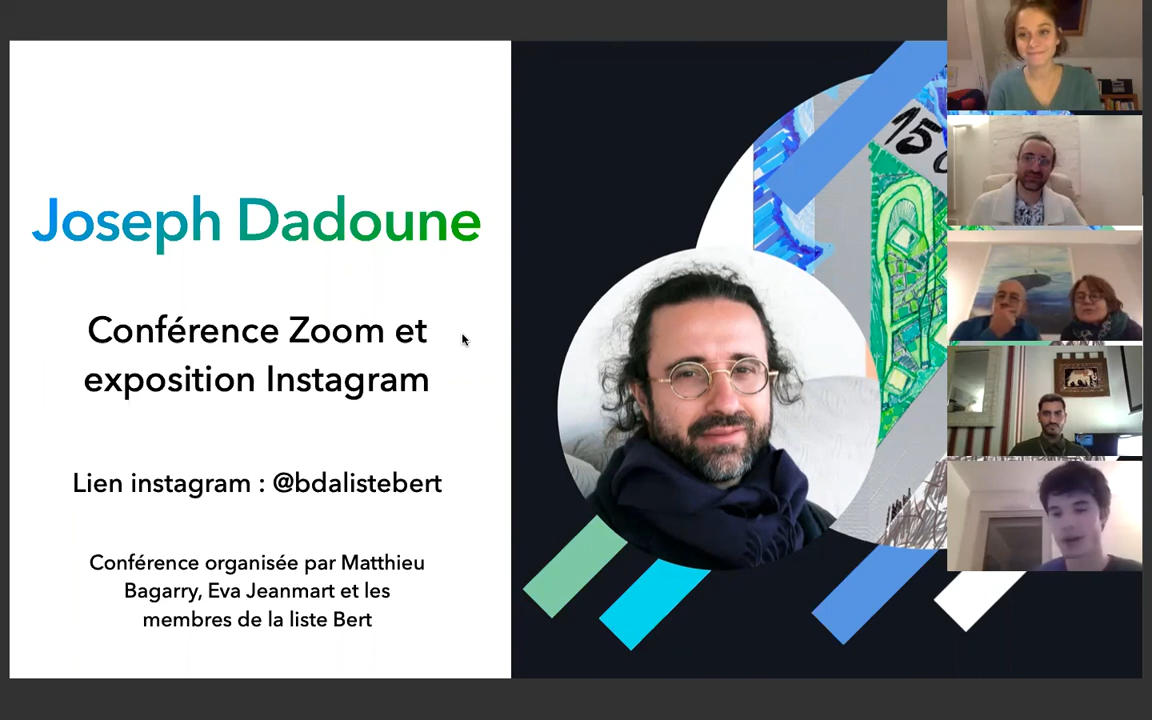 Joseph Dadoune
Conférence Zoom et
exposition Instagram
Lien instagram : @bdalistebert
Conférence organisée par Matthieu
Bagarry, Eva Jeanmart et les
membres de la liste Bert